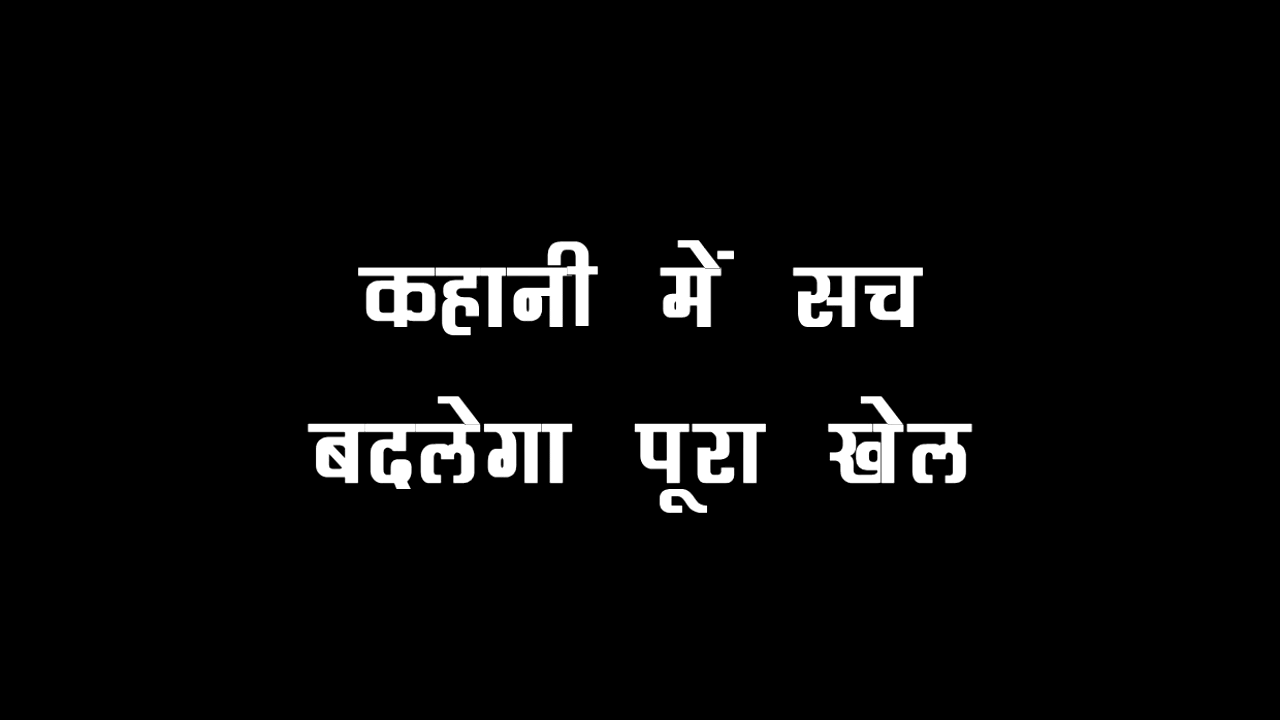 कहानी में सच
बदलेगा पूरा खेल